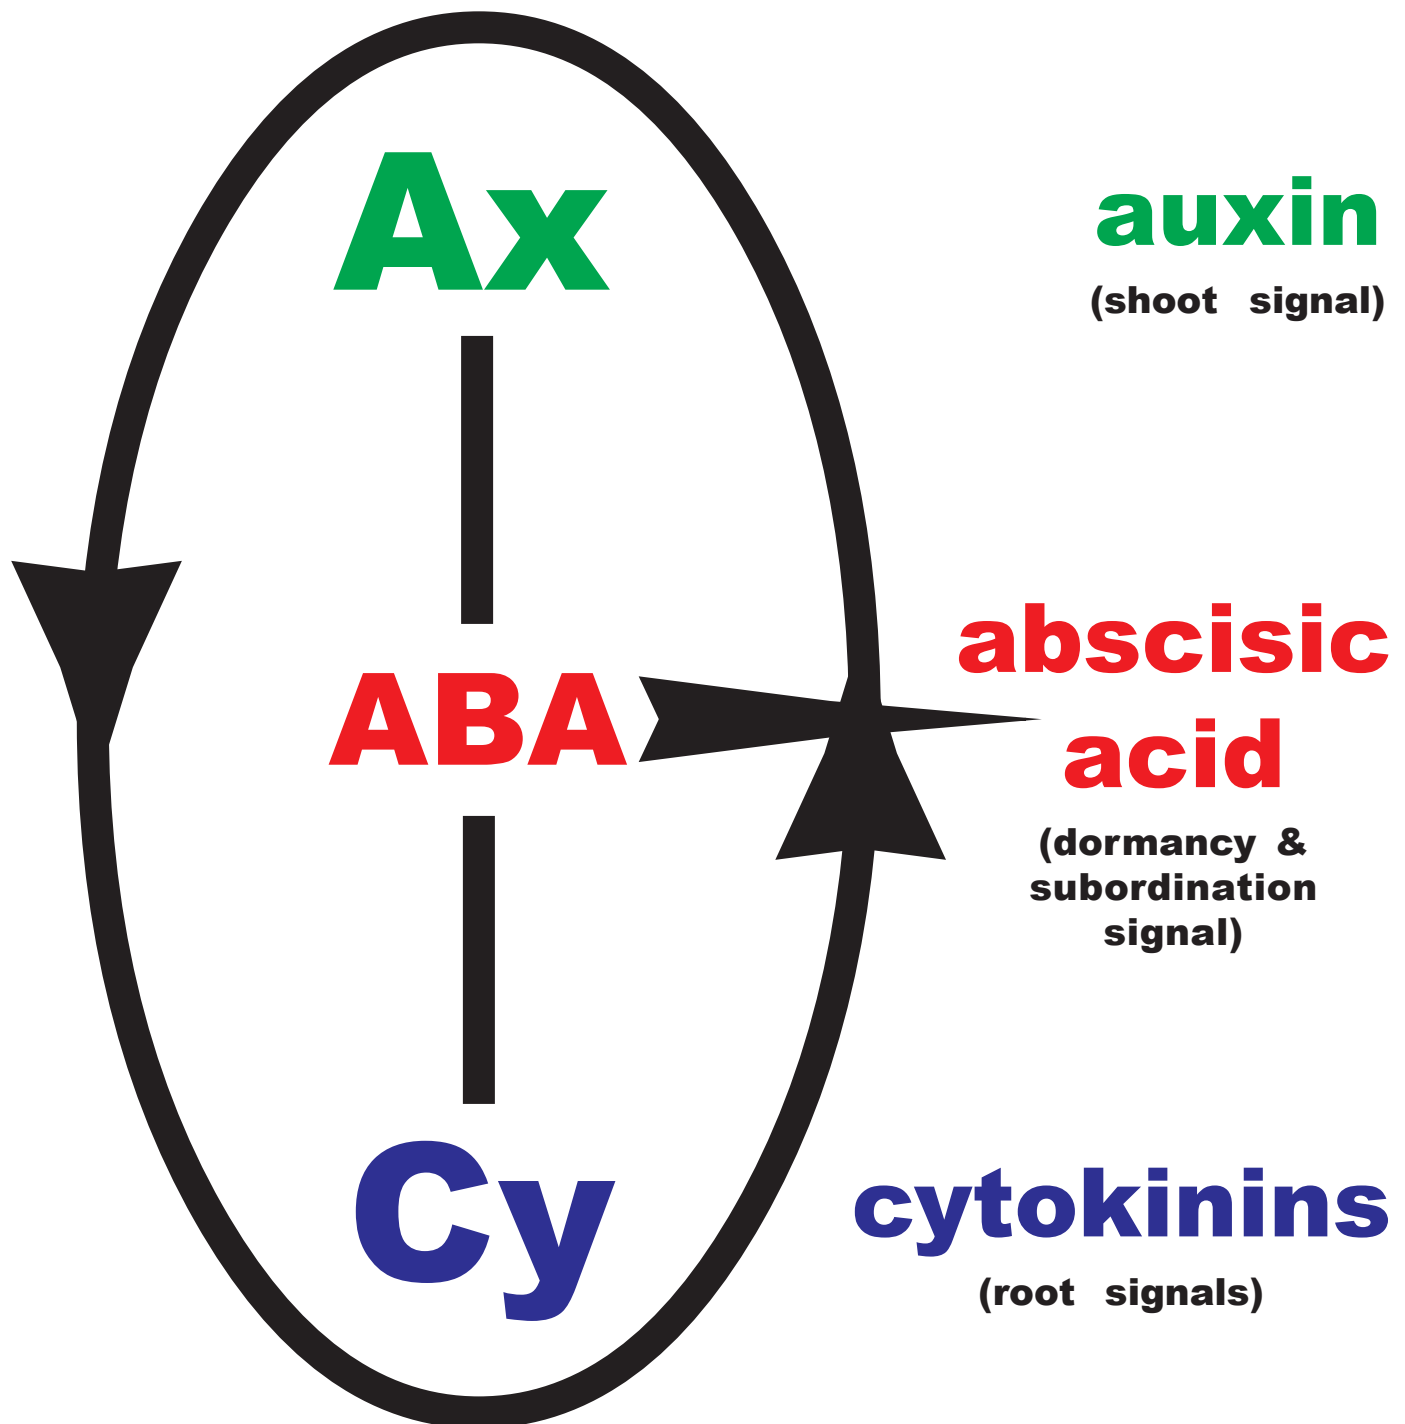 Ax
auxin
(shoot signal)
ABA
abscisic
acid
(dormancy &
subordination
signal)
Cy
cytokinins
(root signals)